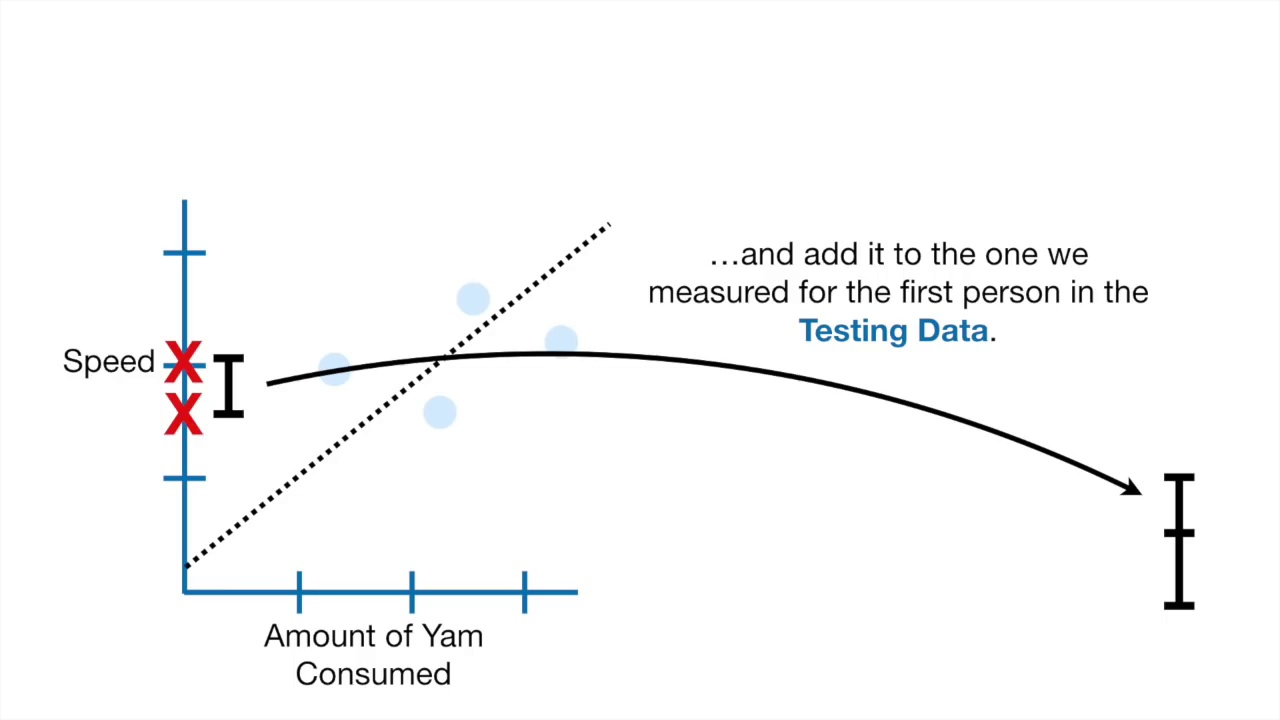 …and add it to the one we
measured for the first person in the
Testing Data.
Speed
X
X
Amount of Yam
Consumed